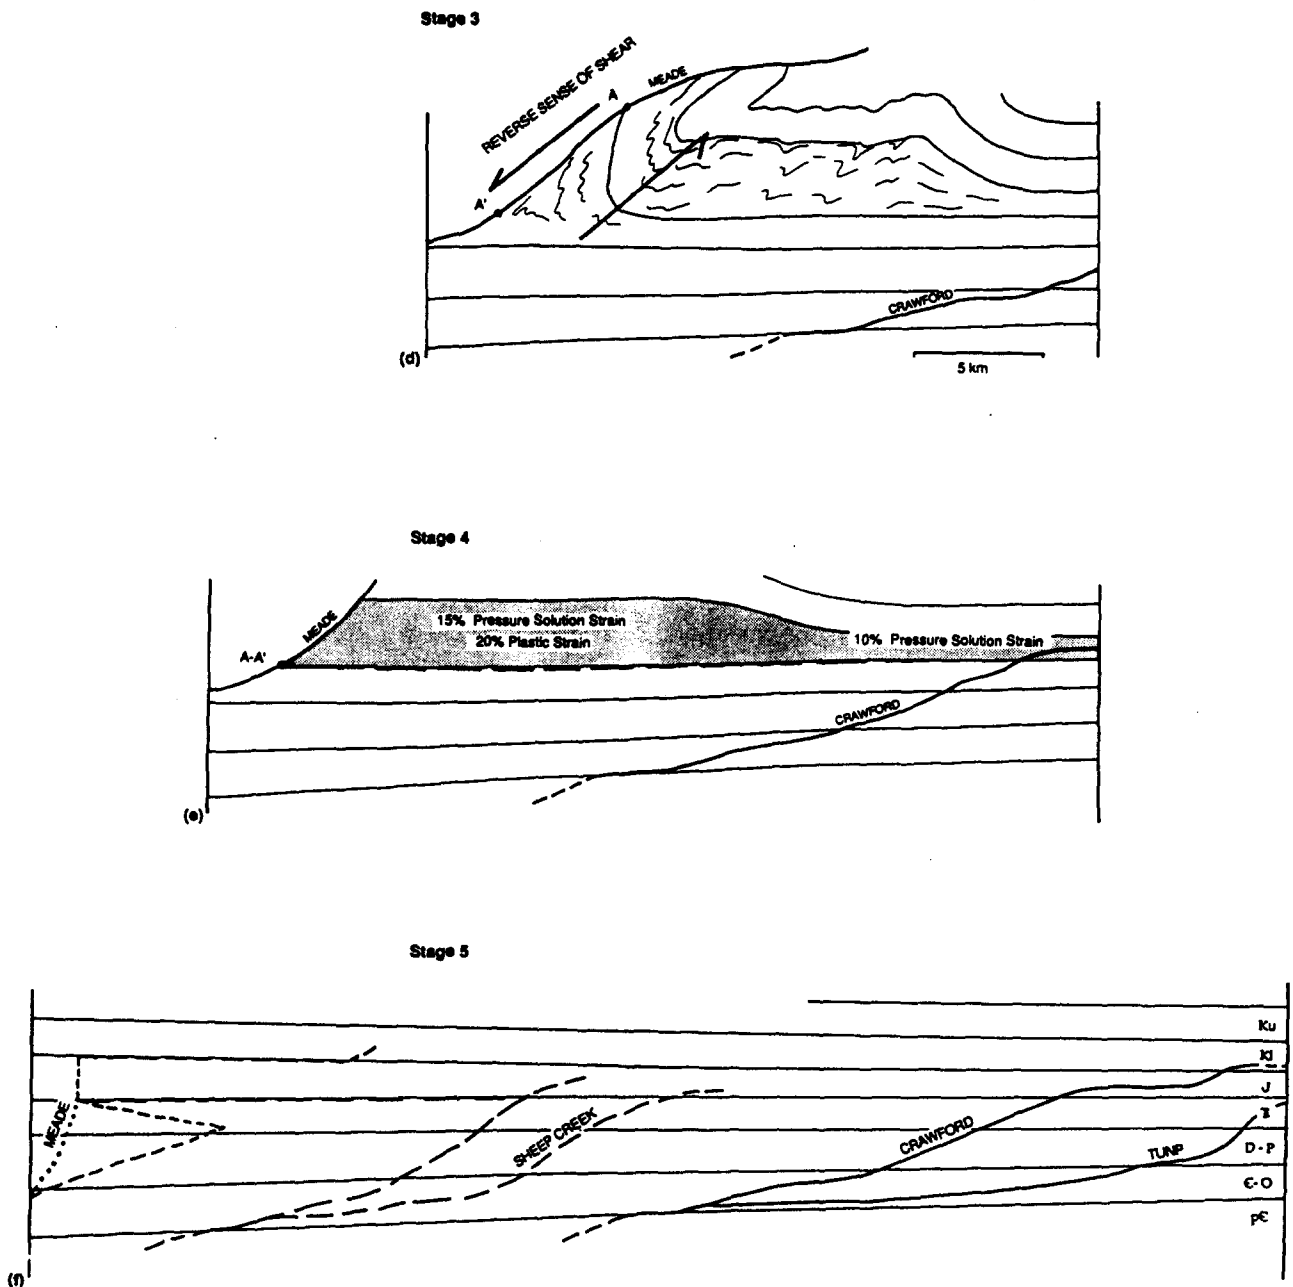 Stage 3
REVERSE SENSE OF SHEAR
A
MEADE
A'
CRAWFORD
(d)
5 km
Stage 4
MEADE
15% Pressure Solution Strain
20% Plastic Strain
10% Pressure Solution Strain
A-A'
CRAWFORD
(e)
Stage 5
Ku
Kl
J
MEADE
SHEEP CREEK
CRAWFORD
TUNP
D - P
Є-O
pЄ
(f)